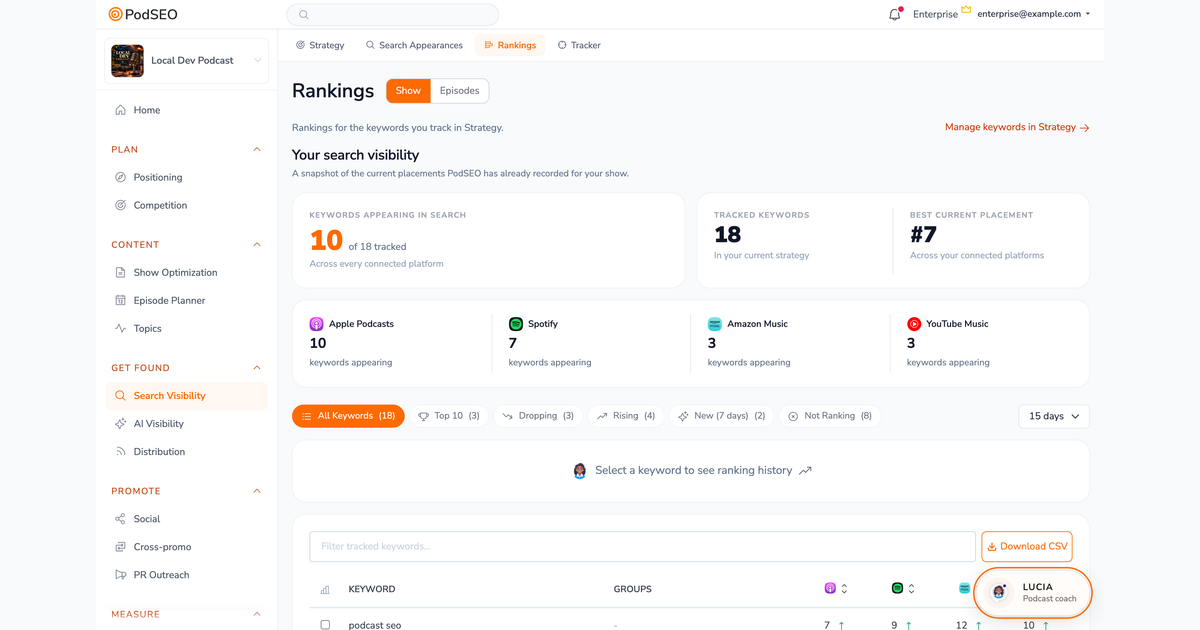 PodSEO
Enterprise
enterprise@example.com
Local Dev Podcast
Home
PLAN
Positioning
Competition
CONTENT
Show Optimization
Episode Planner
Topics
GET FOUND
Search Visibility
AI Visibility
Distribution
PROMOTE
Social
Cross-promo
PR Outreach
MEASURE
Strategy Search Appearances Rankings Tracker
Rankings Show Episodes
Rankings for the keywords you track in Strategy.
Manage keywords in Strategy →
Your search visibility
A snapshot of the current placements PodSEO has already recorded for your show.
KEYWORDS APPEARING IN SEARCH
10 of 18 tracked
Across every connected platform
TRACKED KEYWORDS
18
In your current strategy
BEST CURRENT PLACEMENT
#7
Across your connected platforms
Apple Podcasts
10
keywords appearing
Spotify
7
keywords appearing
Amazon Music
3
keywords appearing
YouTube Music
3
keywords appearing
All Keywords (18) Top 10 (3) Dropping (3) Rising (4) New (7 days) (2) Not Ranking (8) 15 days
Select a keyword to see ranking history
Filter tracked keywords...
Download CSV
KEYWORD GROUPS
podcast seo - 7 ↑ 9 ↑ 12 ↑ 10 ↑
LUCIA
Podcast coach